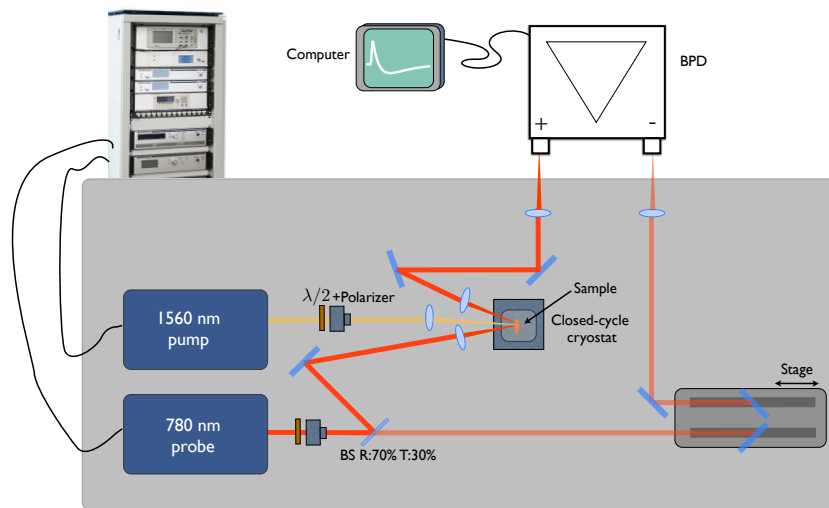 Computer
BPD
+
-
λ/2 +Polarizer
Sample
1560 nm
pump
Closed-cycle
cryostat
Stage
780 nm
probe
BS R:70% T:30%